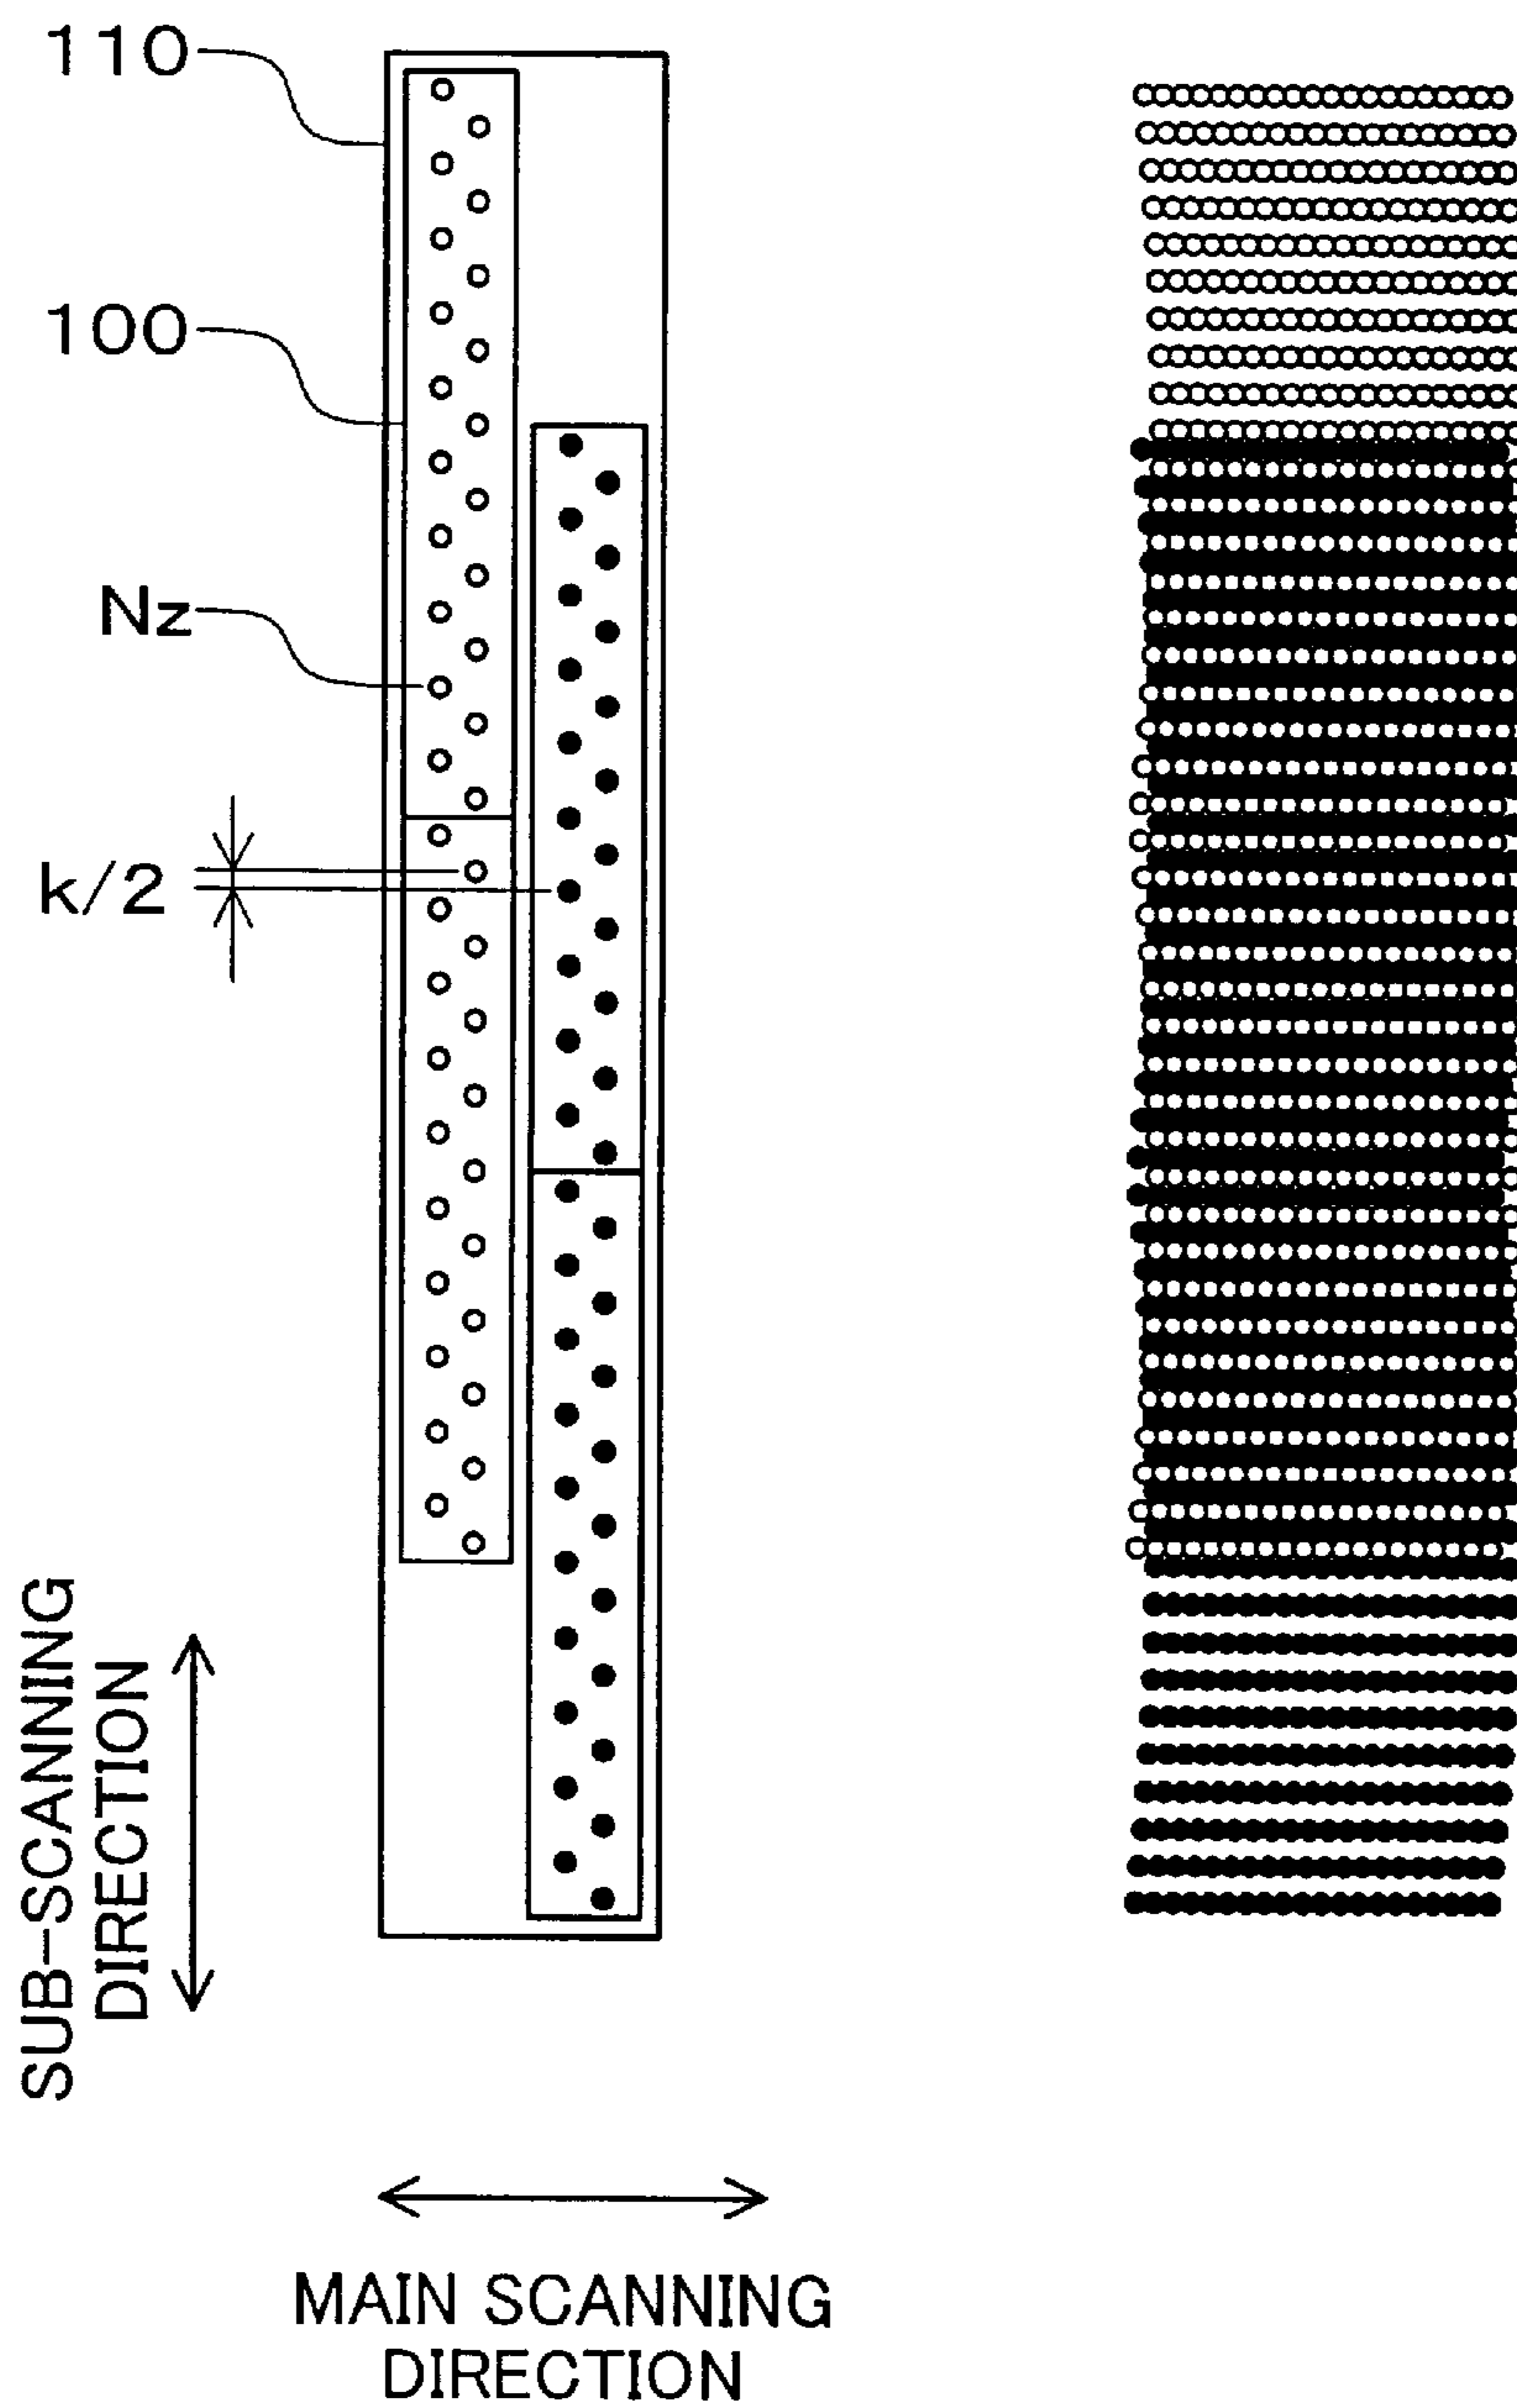 110
100
Nz
k/2
SUB-SCANNING
DIRECTION
MAIN SCANNING
DIRECTION